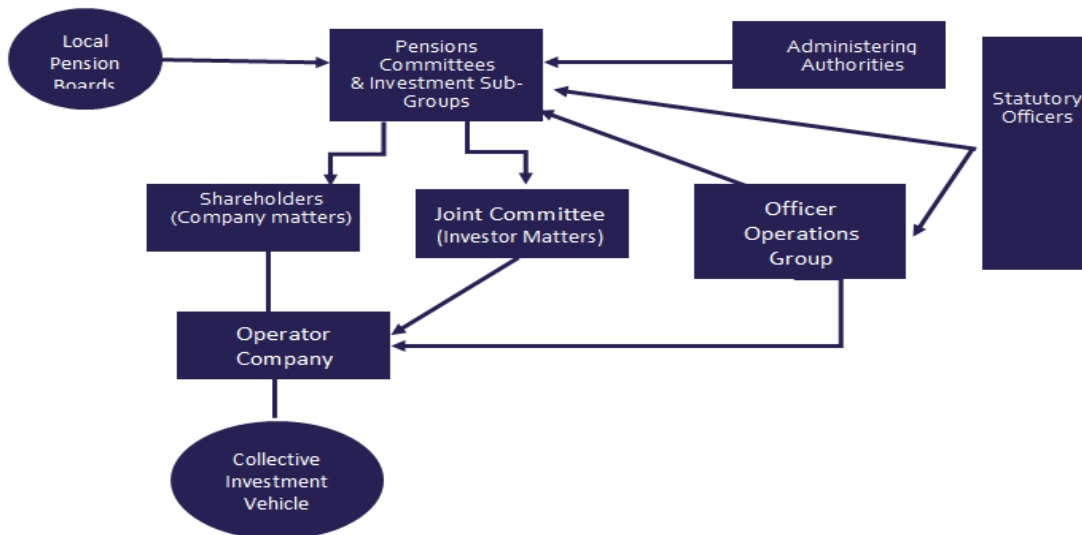 Local
Pension
Boards
Pensions
Committees
& Investment Sub-
Groups
Administering
Authorities
Statutory
Officers
Shareholders
(Company matters)
Joint Committee
(Investor Matters)
Officer
Operations
Group
Operator
Company
Collective
Investment
Vehicle